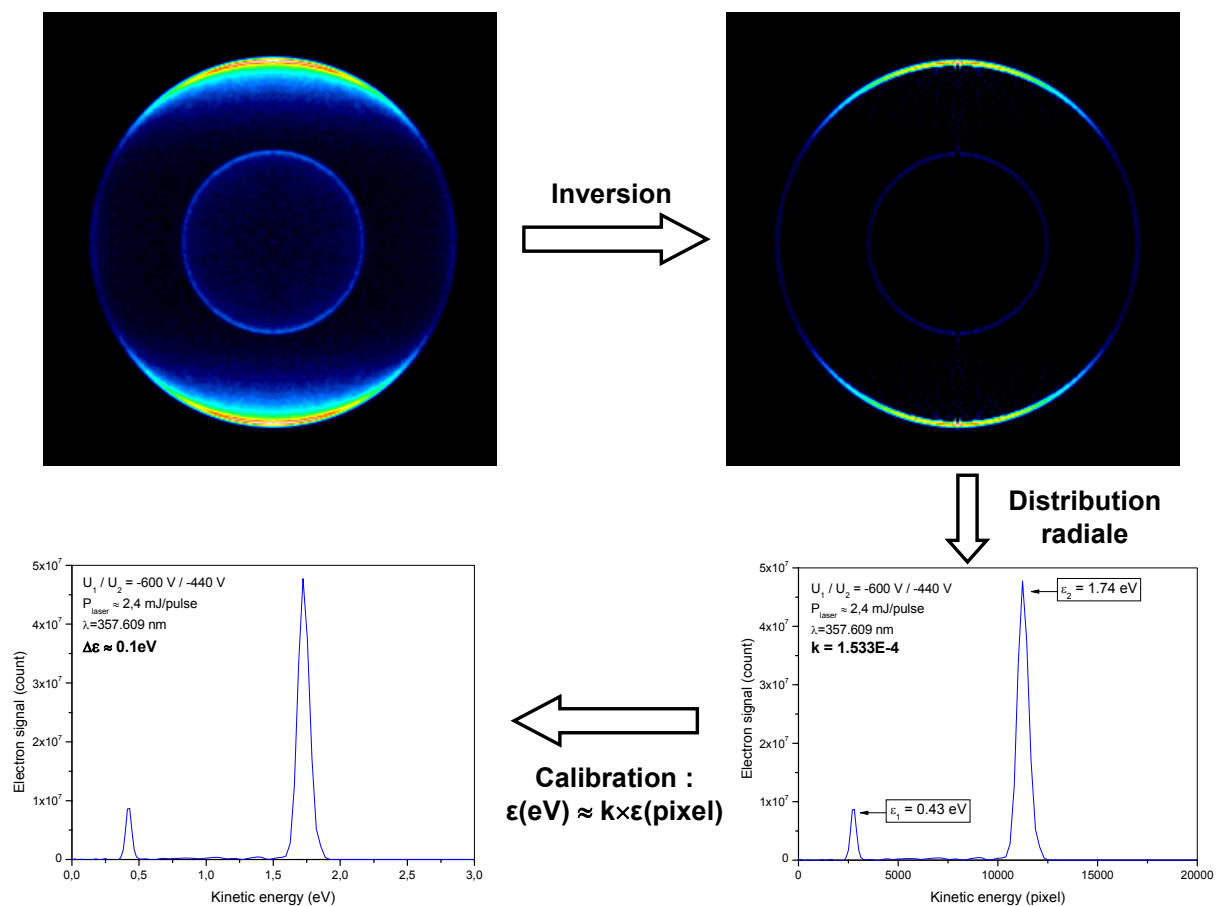 Inversion
Distribution
radiale
5x10⁷
4x10⁷
3x10⁷
2x10⁷
1x10⁷
0
Electron signal (count)
U₁ / U₂ = -600 V / -440 V
P_laser ≈ 2,4 mJ/pulse
λ=357.609 nm
Δε ≈ 0.1eV
0,0 0,5 1,0 1,5 2,0 2,5 3,0
Kinetic energy (eV)
Calibration :
ε(eV) ≈ k×ε(pixel)
5x10⁷
4x10⁷
3x10⁷
2x10⁷
1x10⁷
0
Electron signal (count)
U₁ / U₂ = -600 V / -440 V
P_laser ≈ 2,4 mJ/pulse
λ=357.609 nm
k = 1.533E-4
ε₂ = 1.74 eV
ε₁ = 0.43 eV
0 5000 10000 15000 20000
Kinetic energy (pixel)